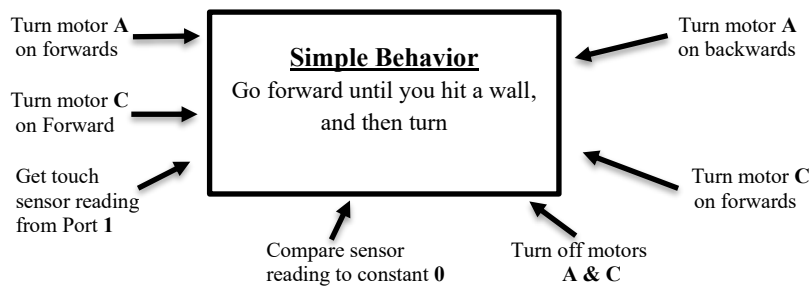 Turn motor A
on forwards
Simple Behavior
Go forward until you hit a wall,
and then turn
Turn motor A
on backwards
Turn motor C
on Forward
Get touch
sensor reading
from Port 1
Turn motor C
on forwards
Compare sensor
reading to constant 0
Turn off motors
A & C